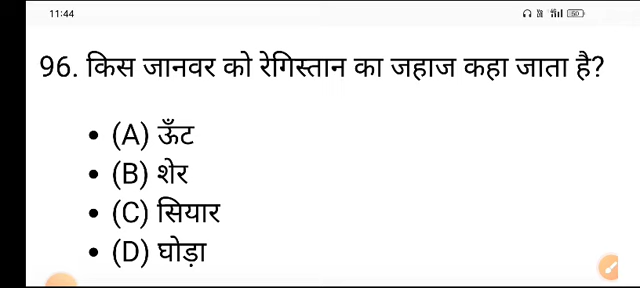 11:44
96. किस जानवर को रेगिस्तान का जहाज कहा जाता है?
• (A) ऊँट
• (B) शेर
• (C) सियार
• (D) घोड़ा